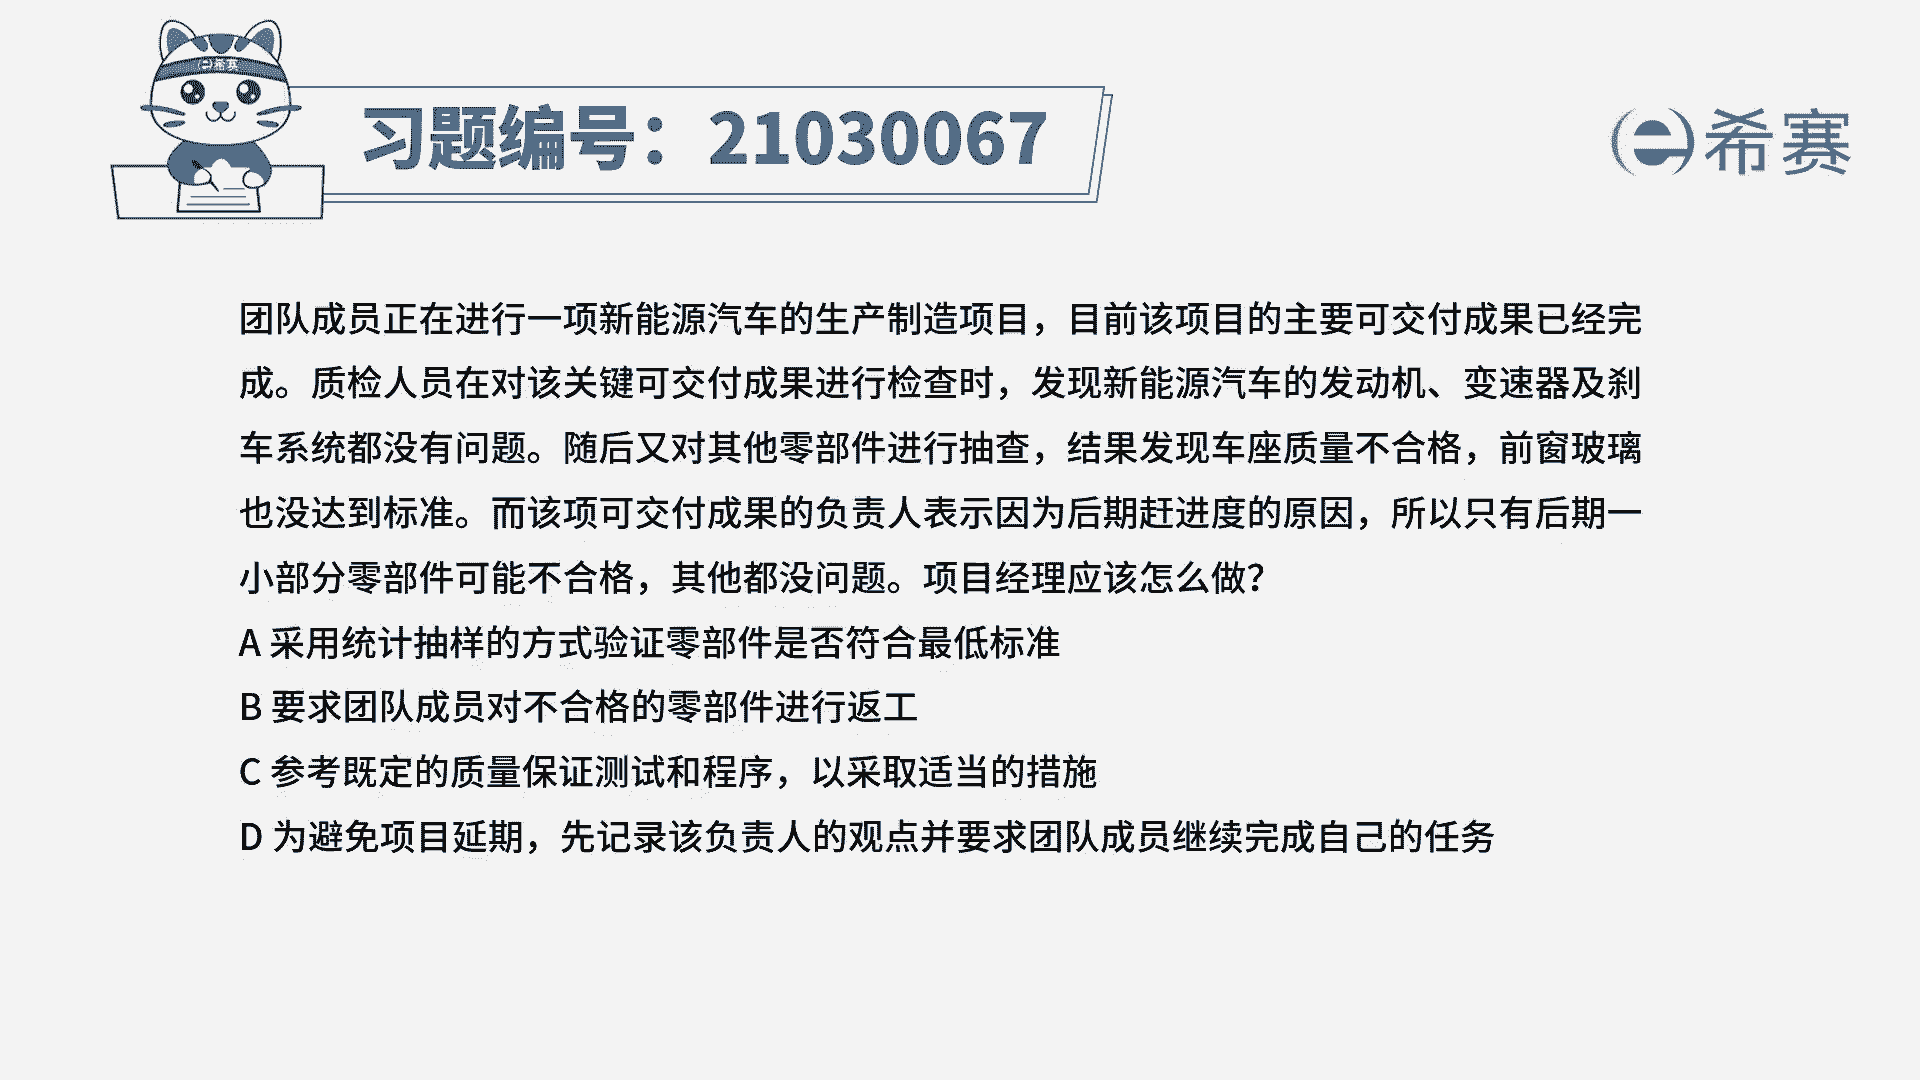 e希赛
习题编号：21030067
e希赛
团队成员正在进行一项新能源汽车的生产制造项目，目前该项目的主要可交付成果已经完
成。质检人员在对该关键可交付成果进行检查时，发现新能源汽车的发动机、变速器及刹
车系统都没有问题。随后又对其他零部件进行抽查，结果发现车座质量不合格，前窗玻璃
也没达到标准。而该项可交付成果的负责人表示因为后期赶进度的原因，所以只有后期一
小部分零部件可能不合格，其他都没问题。项目经理应该怎么做？
A 采用统计抽样的方式验证零部件是否符合最低标准
B 要求团队成员对不合格的零部件进行返工
C 参考既定的质量保证测试和程序，以采取适当的措施
D 为避免项目延期，先记录该负责人的观点并要求团队成员继续完成自己的任务